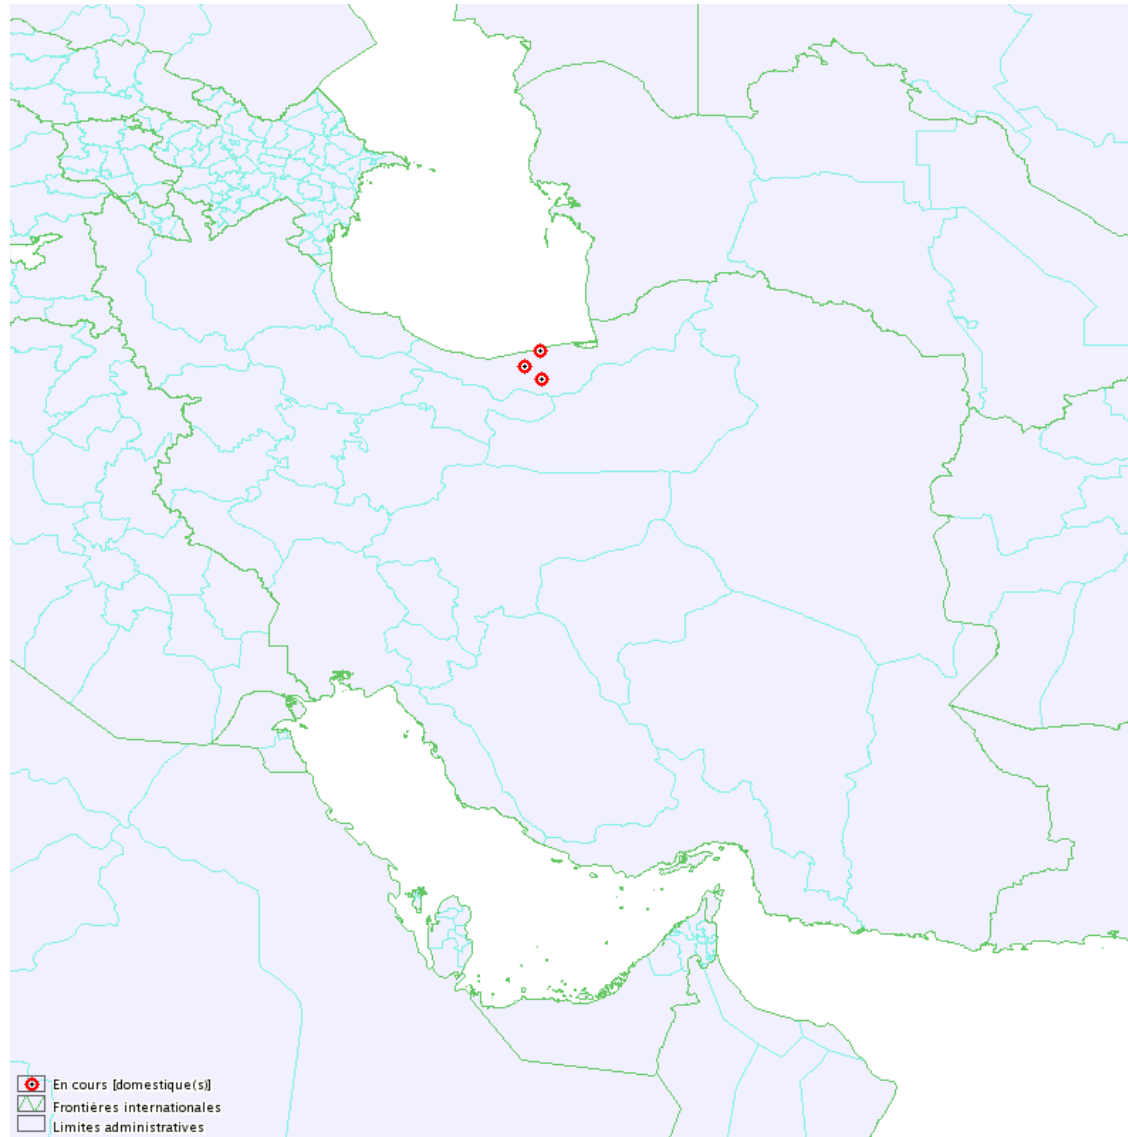 En cours [domestique(s)]
Frontières internationales
Limites administratives